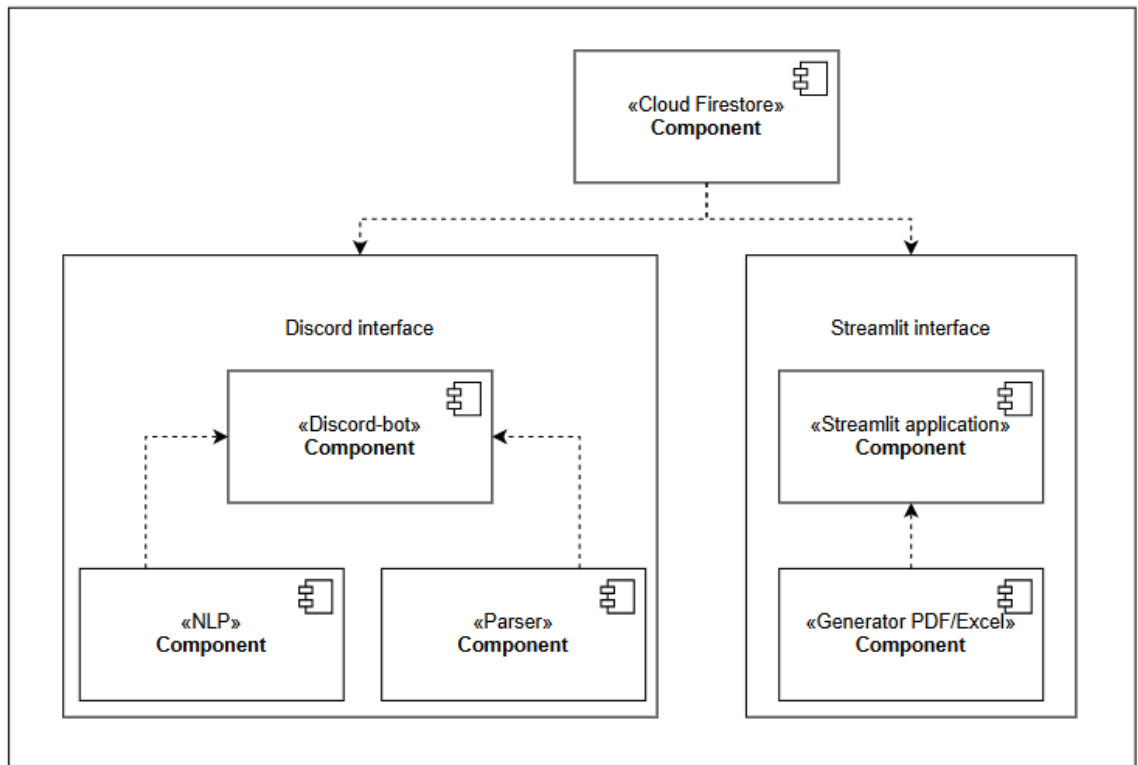 «Cloud Firestore»
Component
Discord interface
«Discord-bot»
Component
«NLP»
Component
«Parser»
Component
Streamlit interface
«Streamlit application»
Component
«Generator PDF/Excel»
Component